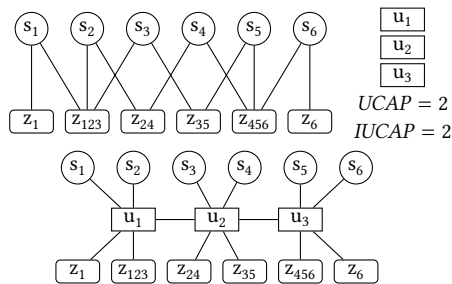 s1 s2 s3 s4 s5 s6 u1
u2
u3
z1 z123 z24 z35 z456 z6 UCAP = 2
IUCAP = 2
s1 s2 s3 s4 s5 s6
u1 u2 u3
z1 z123 z24 z35 z456 z6